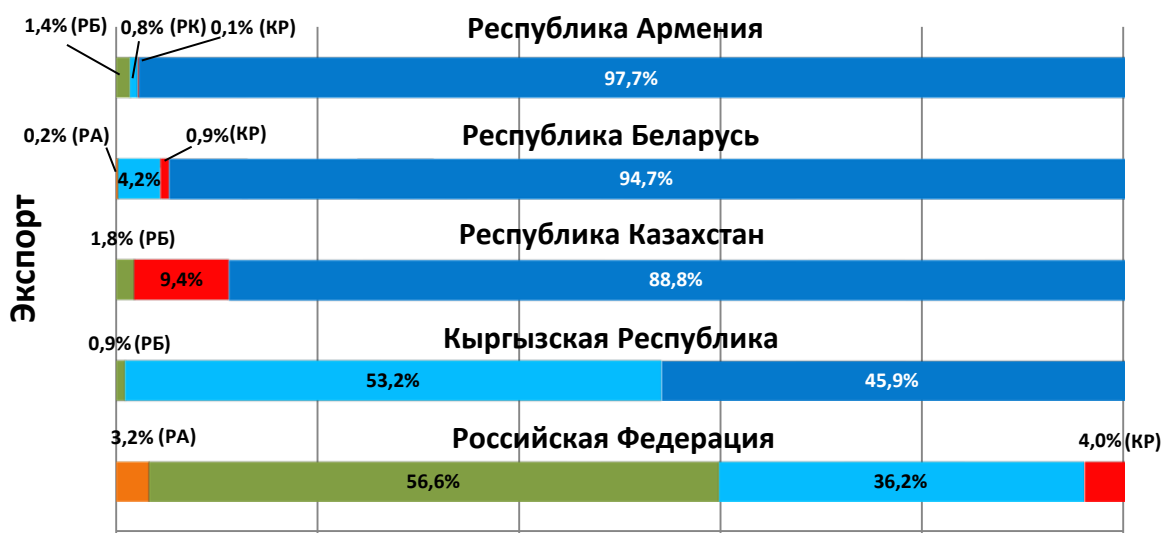 Экспорт
Республика Армения
1,4% (РБ) 0,8% (РК) 0,1% (КР)
97,7%
Республика Беларусь
0,2% (РА) 0,9%(КР)
4,2% 94,7%
Республика Казахстан
1,8% (РБ)
9,4% 88,8%
Кыргызская Республика
0,9% (РБ)
53,2% 45,9%
Российская Федерация
3,2% (РА) 4,0% (КР)
56,6% 36,2%